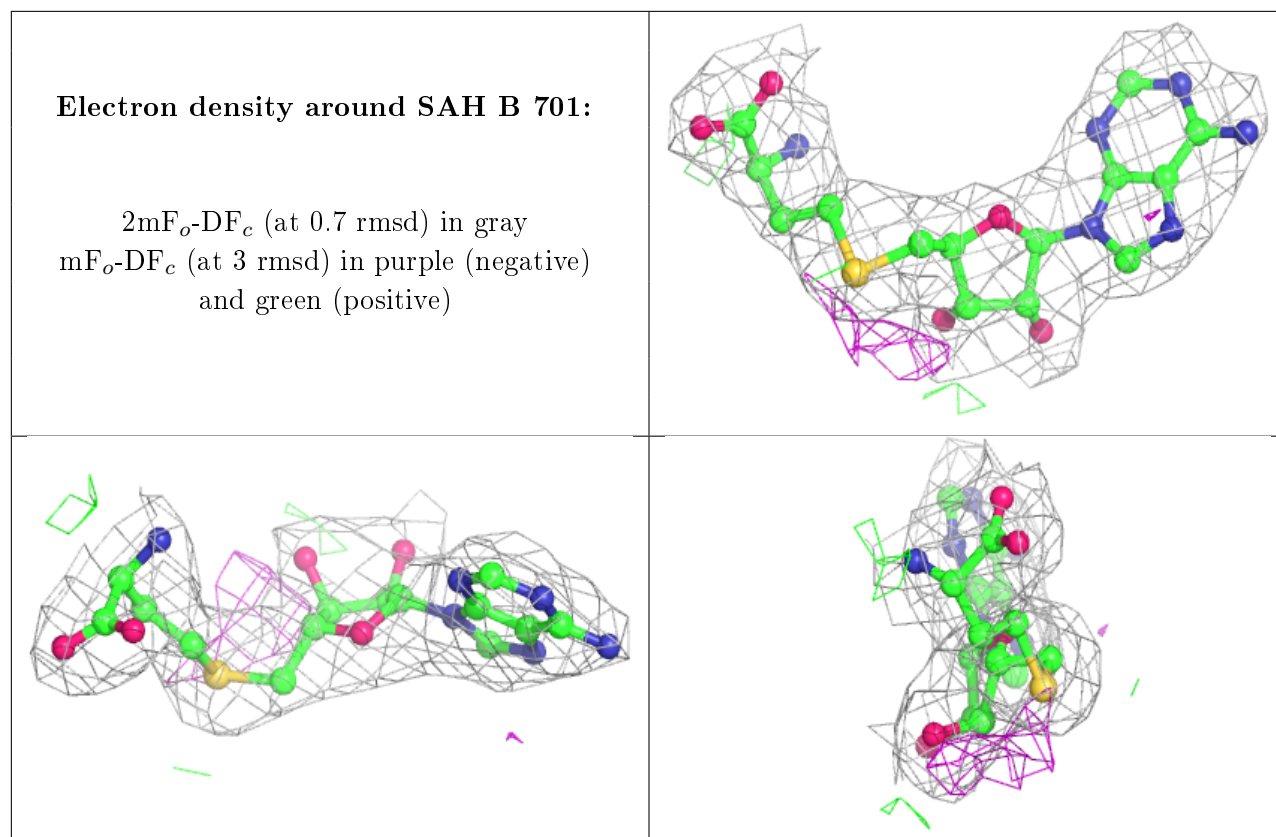 Electron density around SAH B 701:
2mFo-DFc (at 0.7 rmsd) in gray
mFo-DFc (at 3 rmsd) in purple (negative)
and green (positive)